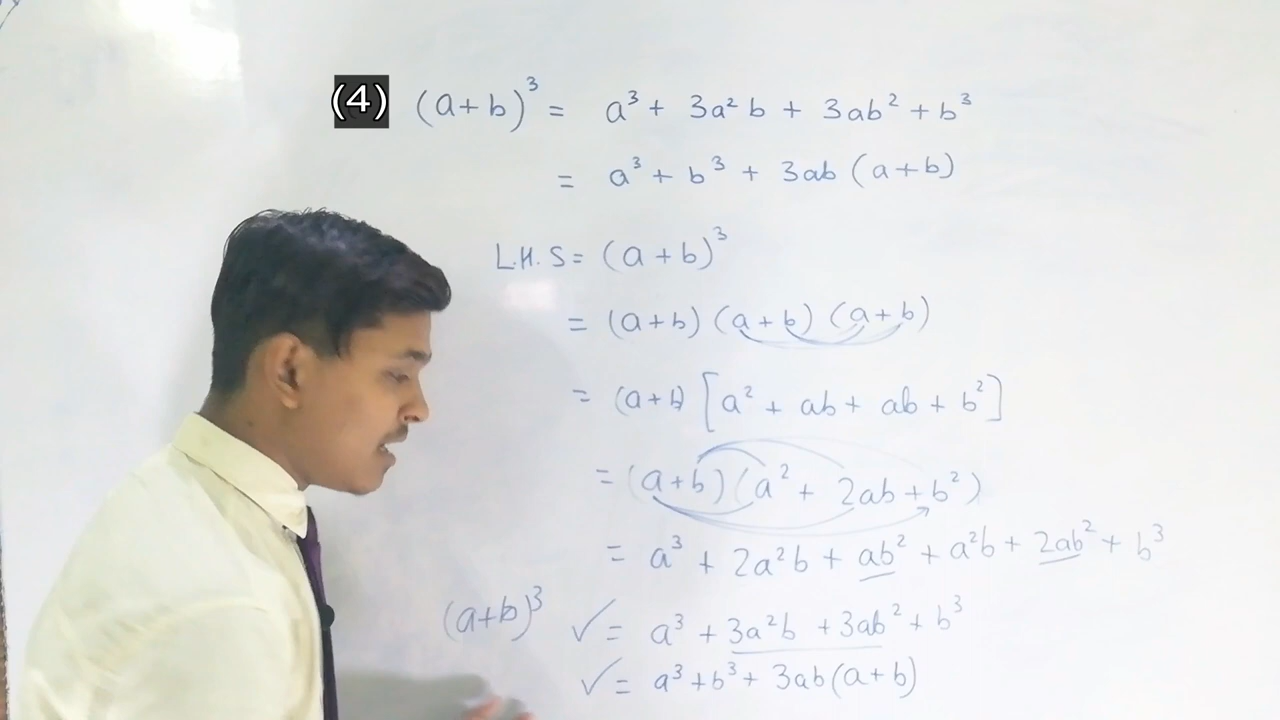 (4) (a+b)³ = a³ + 3a²b + 3ab² + b³
= a³ + b³ + 3ab (a+b)
L.H.S = (a+b)³
= (a+b) (a+b) (a+b)
= (a+b) [a² + ab + ab + b²]
= (a+b) (a² + 2ab + b²)
= a³ + 2a²b + ab² + a²b + 2ab² + b³
(a+b)³ ✓ = a³ + 3a²b + 3ab² + b³
✓ = a³ + b³ + 3ab(a+b)